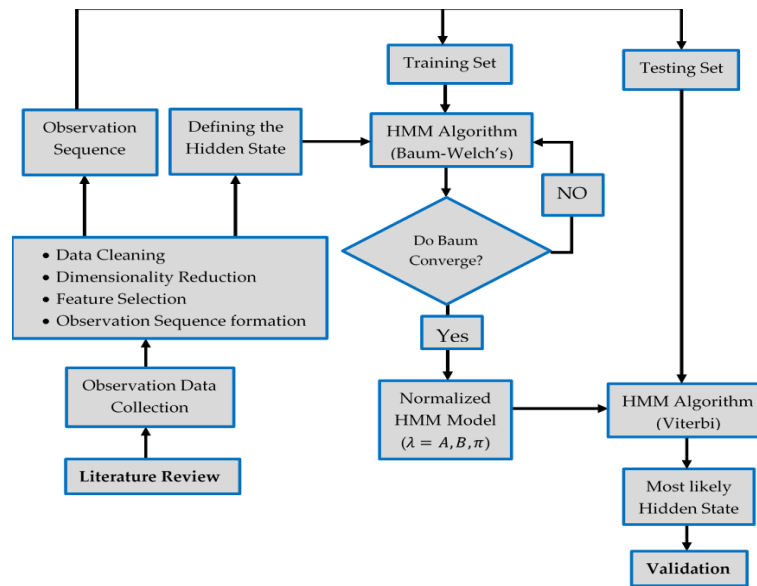 Training Set
Testing Set
Observation
Sequence
Defining the
Hidden State
HMM Algorithm
(Baum-Welch's)
NO
Do Baum
Converge?
• Data Cleaning
• Dimensionality Reduction
• Feature Selection
• Observation Sequence formation
Yes
Observation Data
Collection
Normalized
HMM Model
(λ = A, B, π)
HMM Algorithm
(Viterbi)
Literature Review
Most likely
Hidden State
Validation